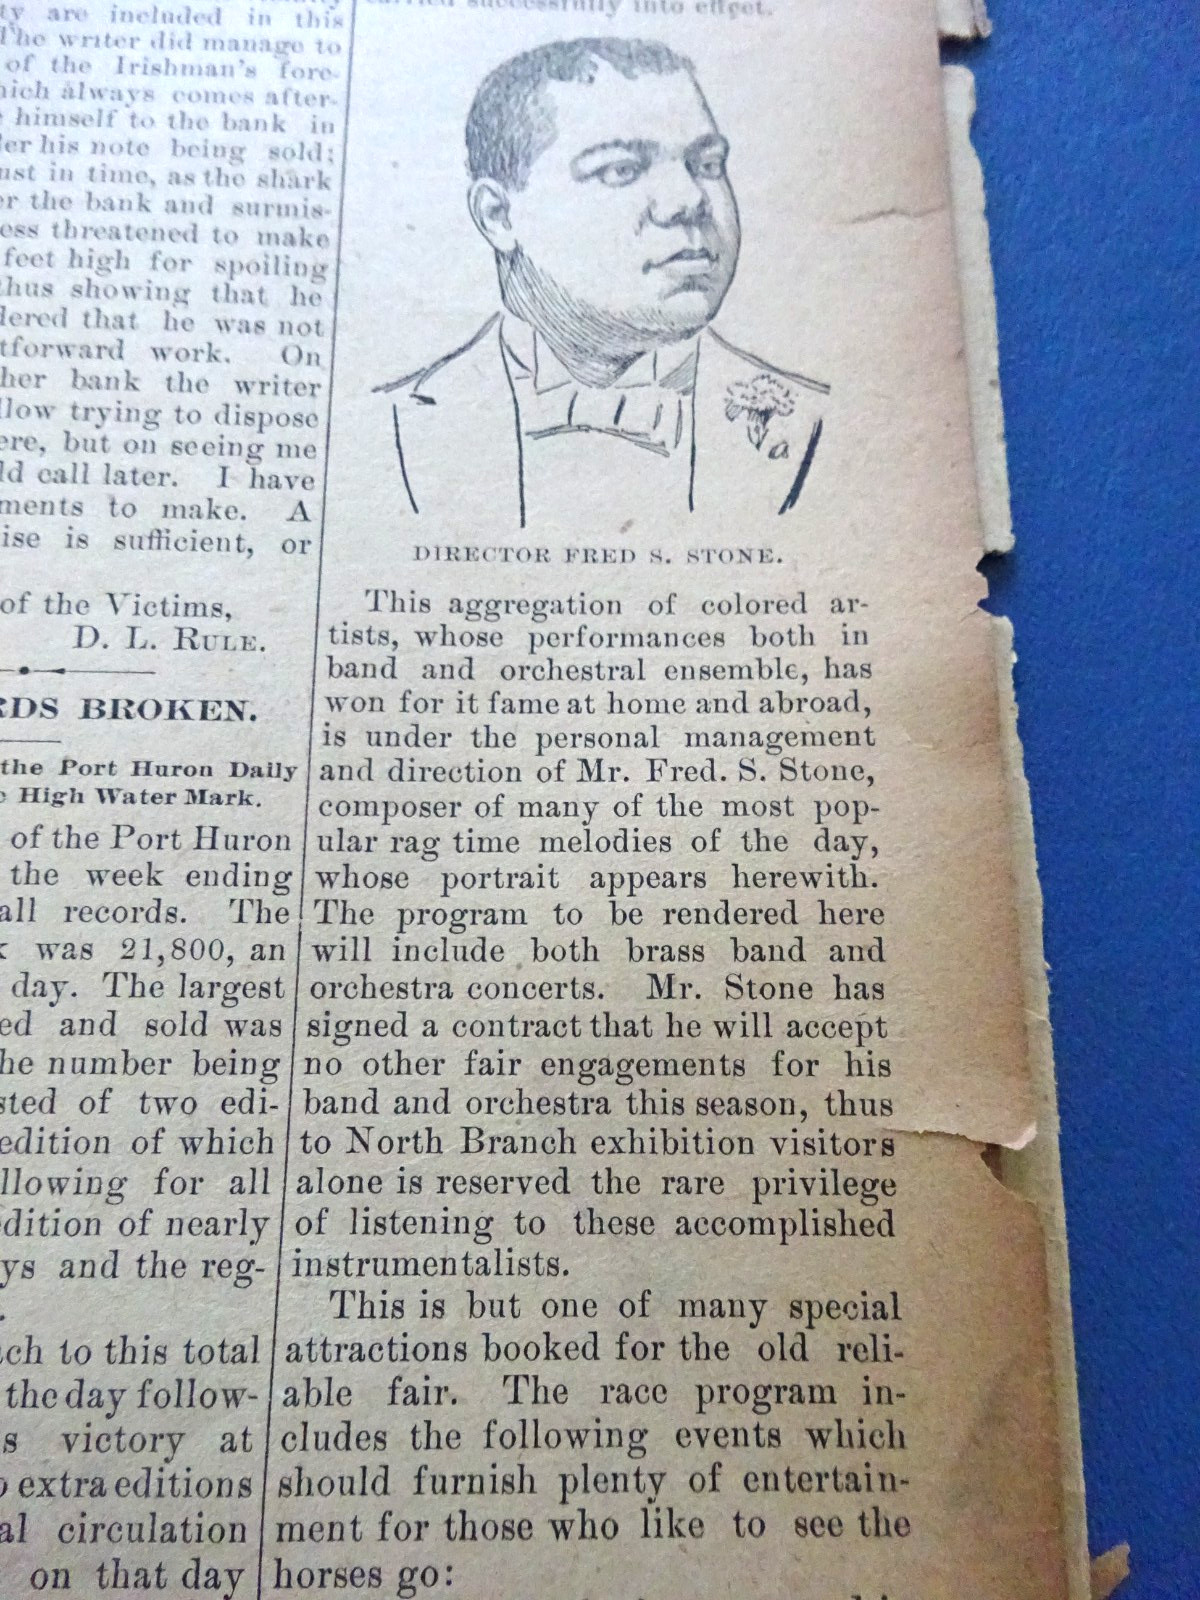 ty are included in this
The writer did manage to
of the Irishman's fore-
hich always comes after-
himself to the bank in
er his note being sold;
ust in time, as the shark
er the bank and surmis-
ess threatened to make
feet high for spoiling
thus showing that he
dered that he was not
tforward work. On
her bank the writer
llow trying to dispose
ere, but on seeing me
ld call later. I have
ments to make. A
ise is sufficient, or
of the Victims,
D. L. RULE.
RDS BROKEN.
the Port Huron Daily
High Water Mark.
of the Port Huron
the week ending
all records. The
k was 21,800, an
day. The largest
ed and sold was
he number being
sted of two edi-
edition of which
llowing for all
edition of nearly
ys and the reg-
ch to this total
the day follow-
s victory at
o extra editions
al circulation
on that day
carried successfully into effect.
a
DIRECTOR FRED S. STONE.
This aggregation of colored ar-
tists, whose performances both in
band and orchestral ensemble, has
won for it fame at home and abroad,
is under the personal management
and direction of Mr. Fred. S. Stone,
composer of many of the most pop-
ular rag time melodies of the day,
whose portrait appears herewith.
The program to be rendered here
will include both brass band and
orchestra concerts. Mr. Stone has
signed a contract that he will accept
no other fair engagements for his
band and orchestra this season, thus
to North Branch exhibition visitors
alone is reserved the rare privilege
of listening to these accomplished
instrumentalists.
This is but one of many special
attractions booked for the old reli-
able fair. The race program in-
cludes the following events which
should furnish plenty of entertain-
ment for those who like to see the
horses go: